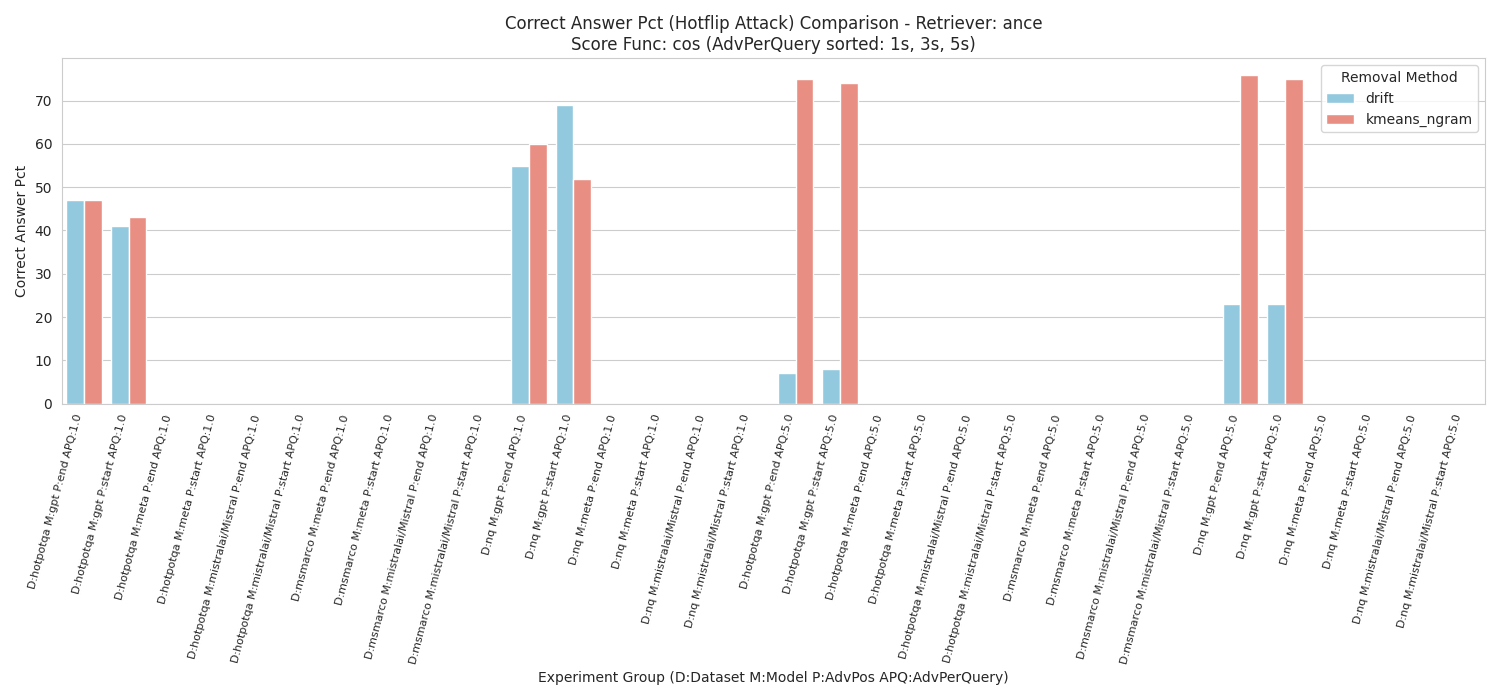 Correct Answer Pct (Hotflip Attack) Comparison - Retriever: ance
Score Func: cos (AdvPerQuery sorted: 1s, 3s, 5s)
Removal Method
drift
kmeans_ngram
Correct Answer Pct
70
60
50
40
30
20
10
0
D:hotpotqa M:gpt P:end APQ:1.0
D:hotpotqa M:gpt P:start APQ:1.0
D:hotpotqa M:meta P:end APQ:1.0
D:hotpotqa M:meta P:start APQ:1.0
D:hotpotqa M:mistralai/Mistral P:end APQ:1.0
D:hotpotqa M:mistralai/Mistral P:start APQ:1.0
D:msmarco M:meta P:end APQ:1.0
D:msmarco M:meta P:start APQ:1.0
D:msmarco M:mistralai/Mistral P:end APQ:1.0
D:msmarco M:mistralai/Mistral P:start APQ:1.0
D:nq M:gpt P:end APQ:1.0
D:nq M:gpt P:start APQ:1.0
D:nq M:meta P:end APQ:1.0
D:nq M:meta P:start APQ:1.0
D:nq M:mistralai/Mistral P:end APQ:1.0
D:nq M:mistralai/Mistral P:start APQ:1.0
D:hotpotqa M:gpt P:end APQ:5.0
D:hotpotqa M:gpt P:start APQ:5.0
D:hotpotqa M:meta P:end APQ:5.0
D:hotpotqa M:meta P:start APQ:5.0
D:hotpotqa M:mistralai/Mistral P:end APQ:5.0
D:hotpotqa M:mistralai/Mistral P:start APQ:5.0
D:msmarco M:meta P:end APQ:5.0
D:msmarco M:meta P:start APQ:5.0
D:msmarco M:mistralai/Mistral P:end APQ:5.0
D:msmarco M:mistralai/Mistral P:start APQ:5.0
D:nq M:gpt P:end APQ:5.0
D:nq M:gpt P:start APQ:5.0
D:nq M:meta P:end APQ:5.0
D:nq M:meta P:start APQ:5.0
D:nq M:mistralai/Mistral P:end APQ:5.0
D:nq M:mistralai/Mistral P:start APQ:5.0
Experiment Group (D:Dataset M:Model P:AdvPos APQ:AdvPerQuery)